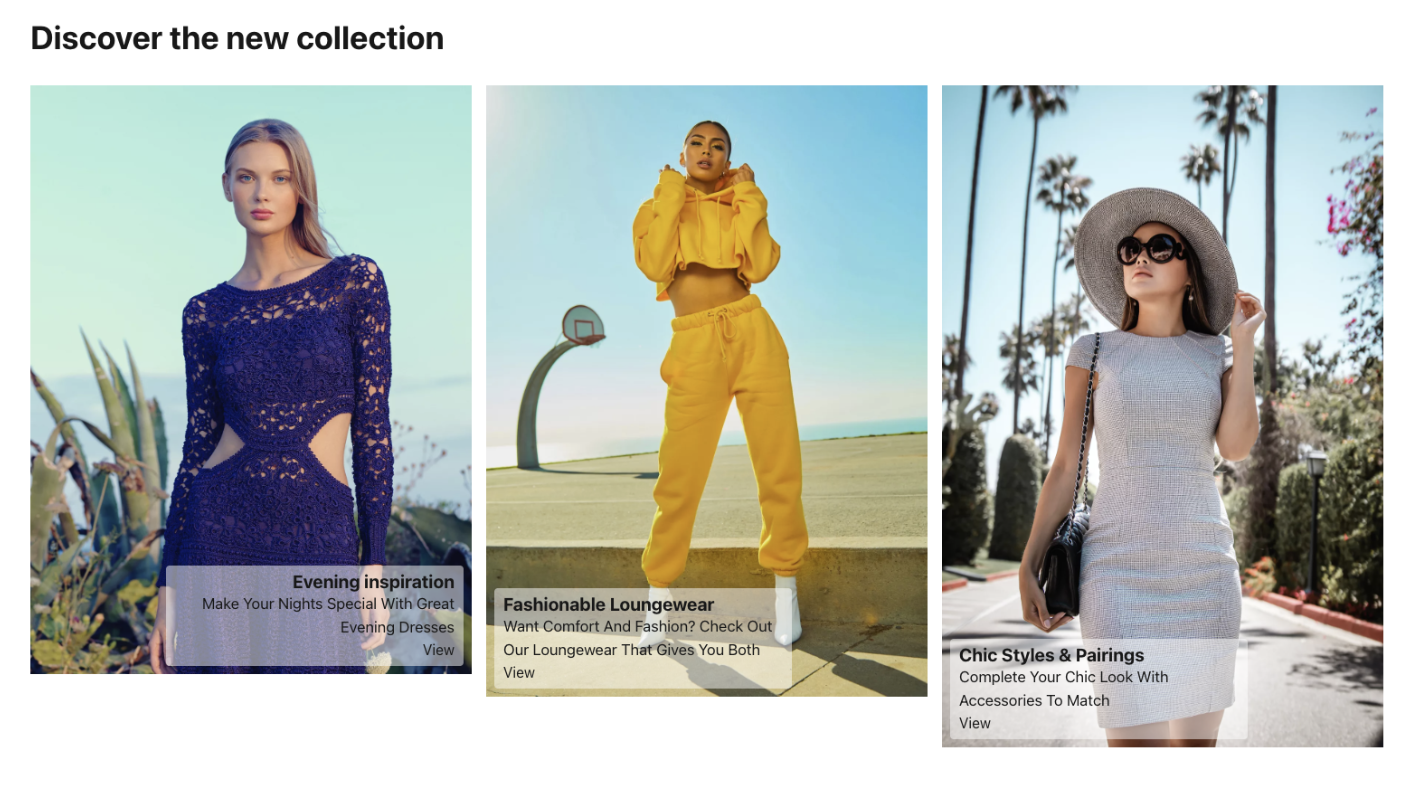 Discover the new collection
Evening inspiration
Make Your Nights Special With Great
Evening Dresses
View
Fashionable Loungewear
Want Comfort And Fashion? Check Out
Our Loungewear That Gives You Both
View
Chic Styles & Pairings
Complete Your Chic Look With
Accessories To Match
View